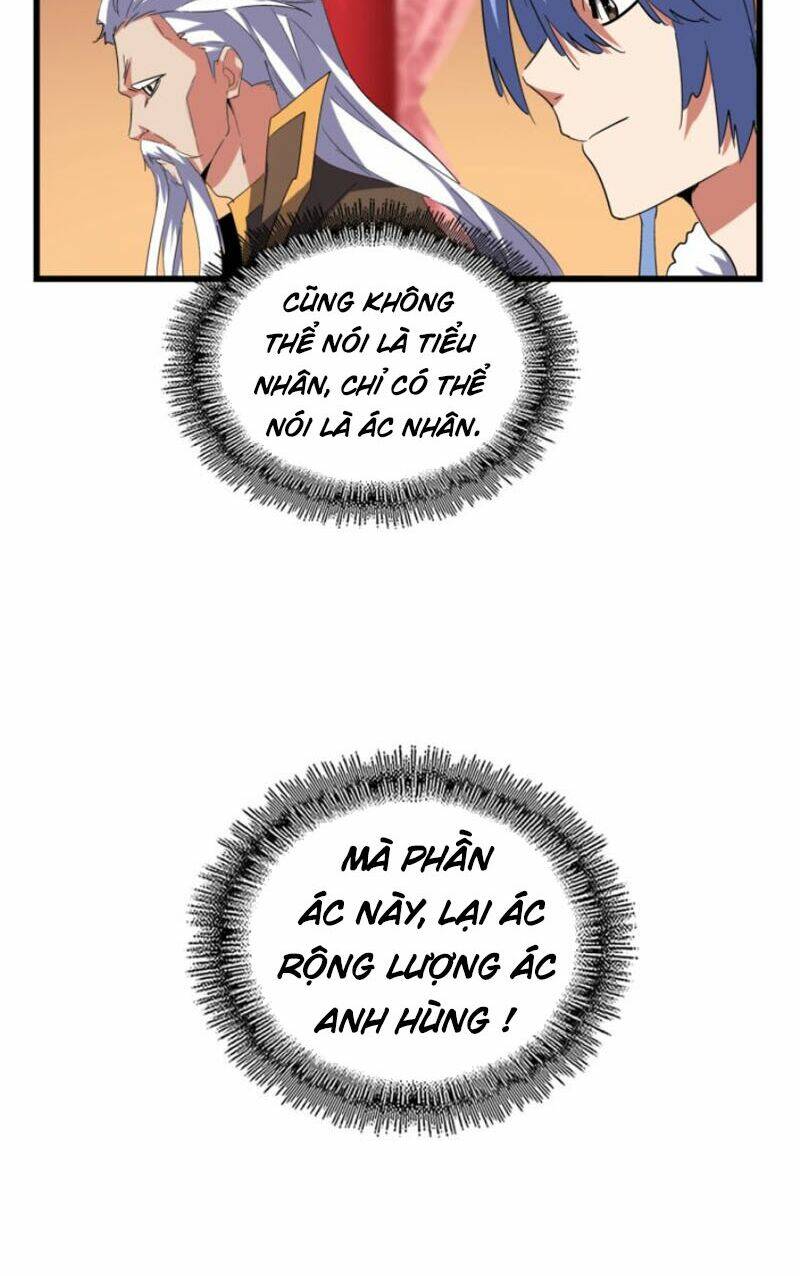 CŨNG KHÔNG
THỂ NÓI LÀ TIỂU
NHÂN, CHỈ CÓ THỂ
NÓI LÀ ÁC NHÂN.
MÀ PHẦN
ÁC NÀY, LẠI ÁC
RỘNG LƯỢNG ÁC
ANH HÙNG !